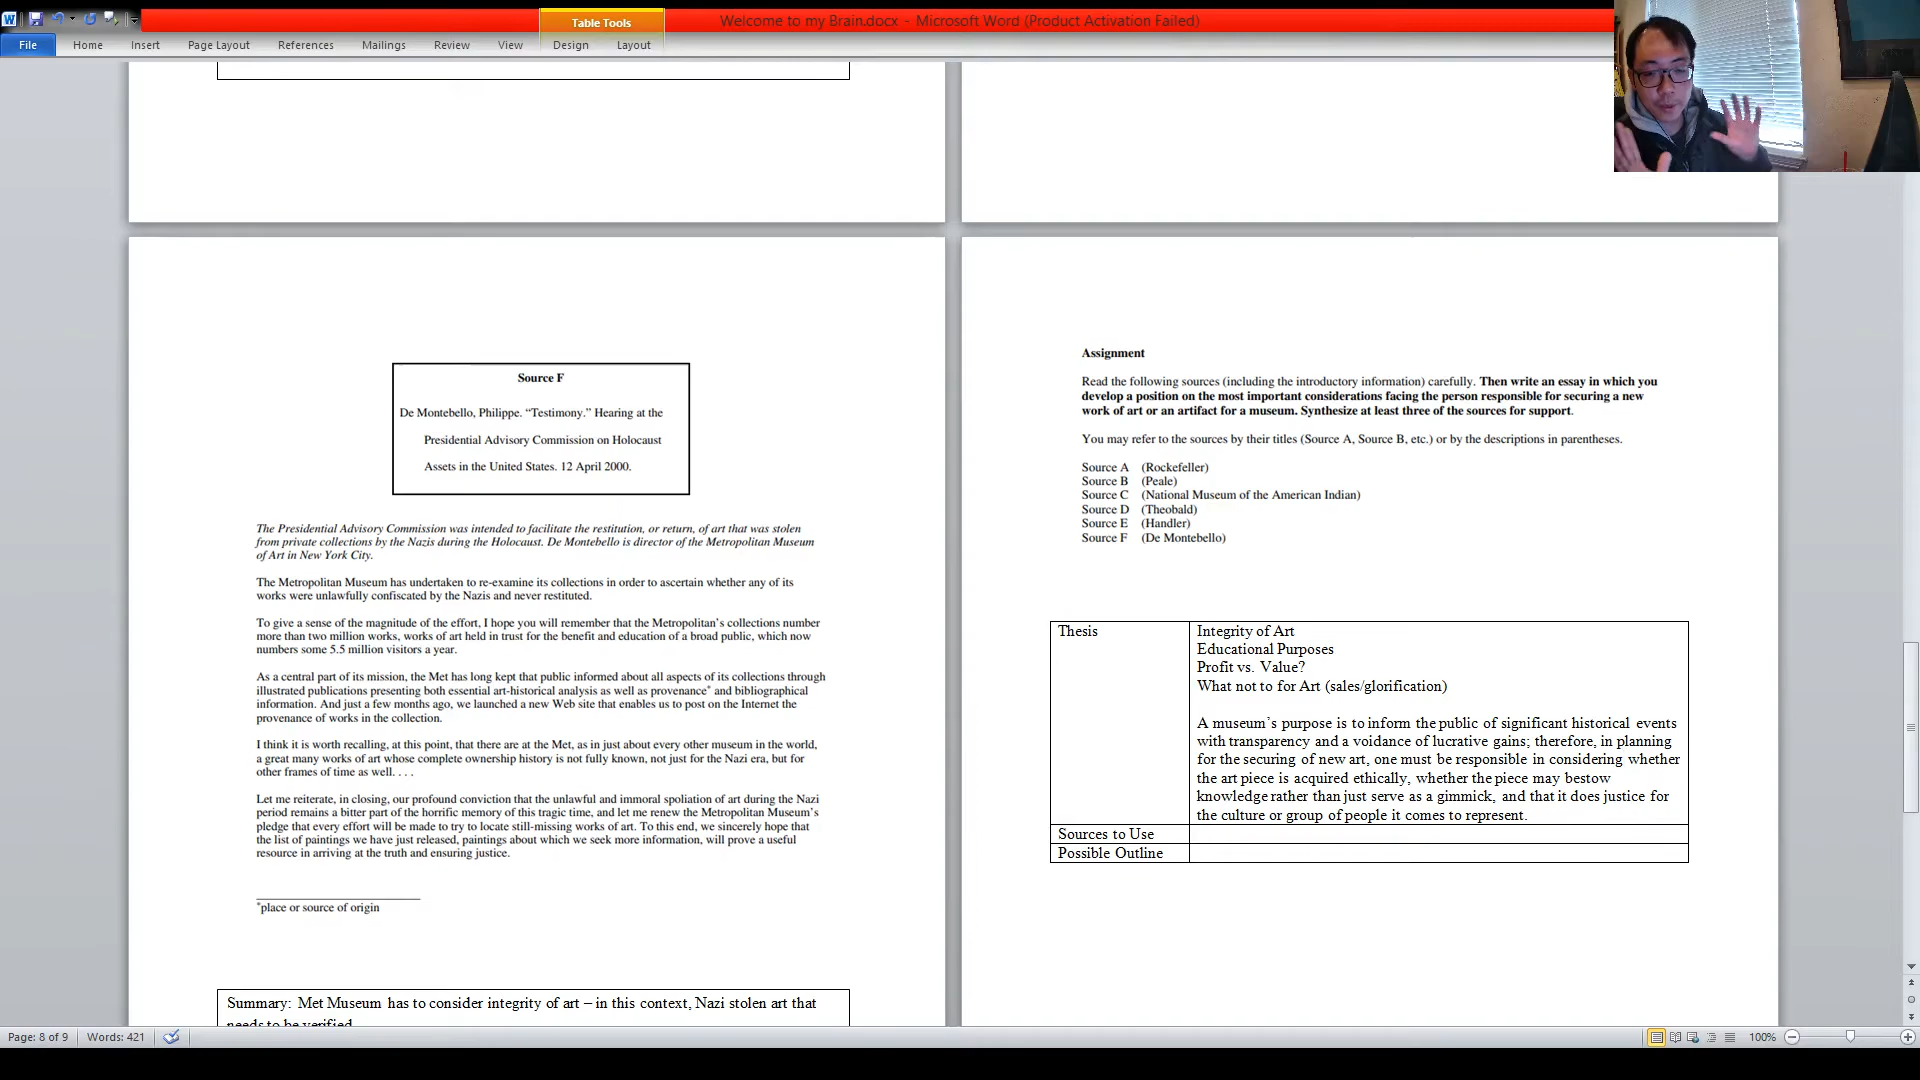 Table Tools
Welcome to my Brain.docx - Microsoft Word (Product Activation Failed)
File Home Insert Page Layout References Mailings Review View Design Layout
Source F
De Montebello, Philippe. “Testimony.” Hearing at the
Presidential Advisory Commission on Holocaust
Assets in the United States. 12 April 2000.
The Presidential Advisory Commission was intended to facilitate the restitution, or return, of art that was stolen
from private collections by the Nazis during the Holocaust. De Montebello is director of the Metropolitan Museum
of Art in New York City.
The Metropolitan Museum has undertaken to re-examine its collections in order to ascertain whether any of its
works were unlawfully confiscated by the Nazis and never restituted.
To give a sense of the magnitude of the effort, I hope you will remember that the Metropolitan’s collections number
more than two million works, works of art held in trust for the benefit and education of a broad public, which now
numbers some 5.5 million visitors a year.
As a central part of its mission, the Met has long kept that public informed about all aspects of its collections through
illustrated publications presenting both essential art-historical analysis as well as provenance* and bibliographical
information. And just a few months ago, we launched a new Web site that enables us to post on the Internet the
provenance of works in the collection.
I think it is worth recalling, at this point, that there are at the Met, as in just about every other museum in the world,
a great many works of art whose complete ownership history is not fully known, not just for the Nazi era, but for
other frames of time as well. . . .
Let me reiterate, in closing, our profound conviction that the unlawful and immoral spoliation of art during the Nazi
period remains a bitter part of the horrific memory of this tragic time, and let me renew the Metropolitan Museum’s
pledge that every effort will be made to try to locate still-missing works of art. To this end, we sincerely hope that
the list of paintings we have just released, paintings about which we seek more information, will prove a useful
resource in arriving at the truth and ensuring justice.
*place or source of origin
Summary: Met Museum has to consider integrity of art – in this context, Nazi stolen art that
needs to be verified
Assignment
Read the following sources (including the introductory information) carefully. Then write an essay in which you
develop a position on the most important considerations facing the person responsible for securing a new
work of art or an artifact for a museum. Synthesize at least three of the sources for support.
You may refer to the sources by their titles (Source A, Source B, etc.) or by the descriptions in parentheses.
Source A (Rockefeller)
Source B (Peale)
Source C (National Museum of the American Indian)
Source D (Theobald)
Source E (Handler)
Source F (De Montebello)
Thesis
Integrity of Art
Educational Purposes
Profit vs. Value?
What not to for Art (sales/glorification)
A museum’s purpose is to inform the public of significant historical events
with transparency and a voidance of lucrative gains; therefore, in planning
for the securing of new art, one must be responsible in considering whether
the art piece is acquired ethically, whether the piece may bestow
knowledge rather than just serve as a gimmick, and that it does justice for
the culture or group of people it comes to represent.
Sources to Use
Possible Outline
Page: 8 of 9 Words: 421 100%